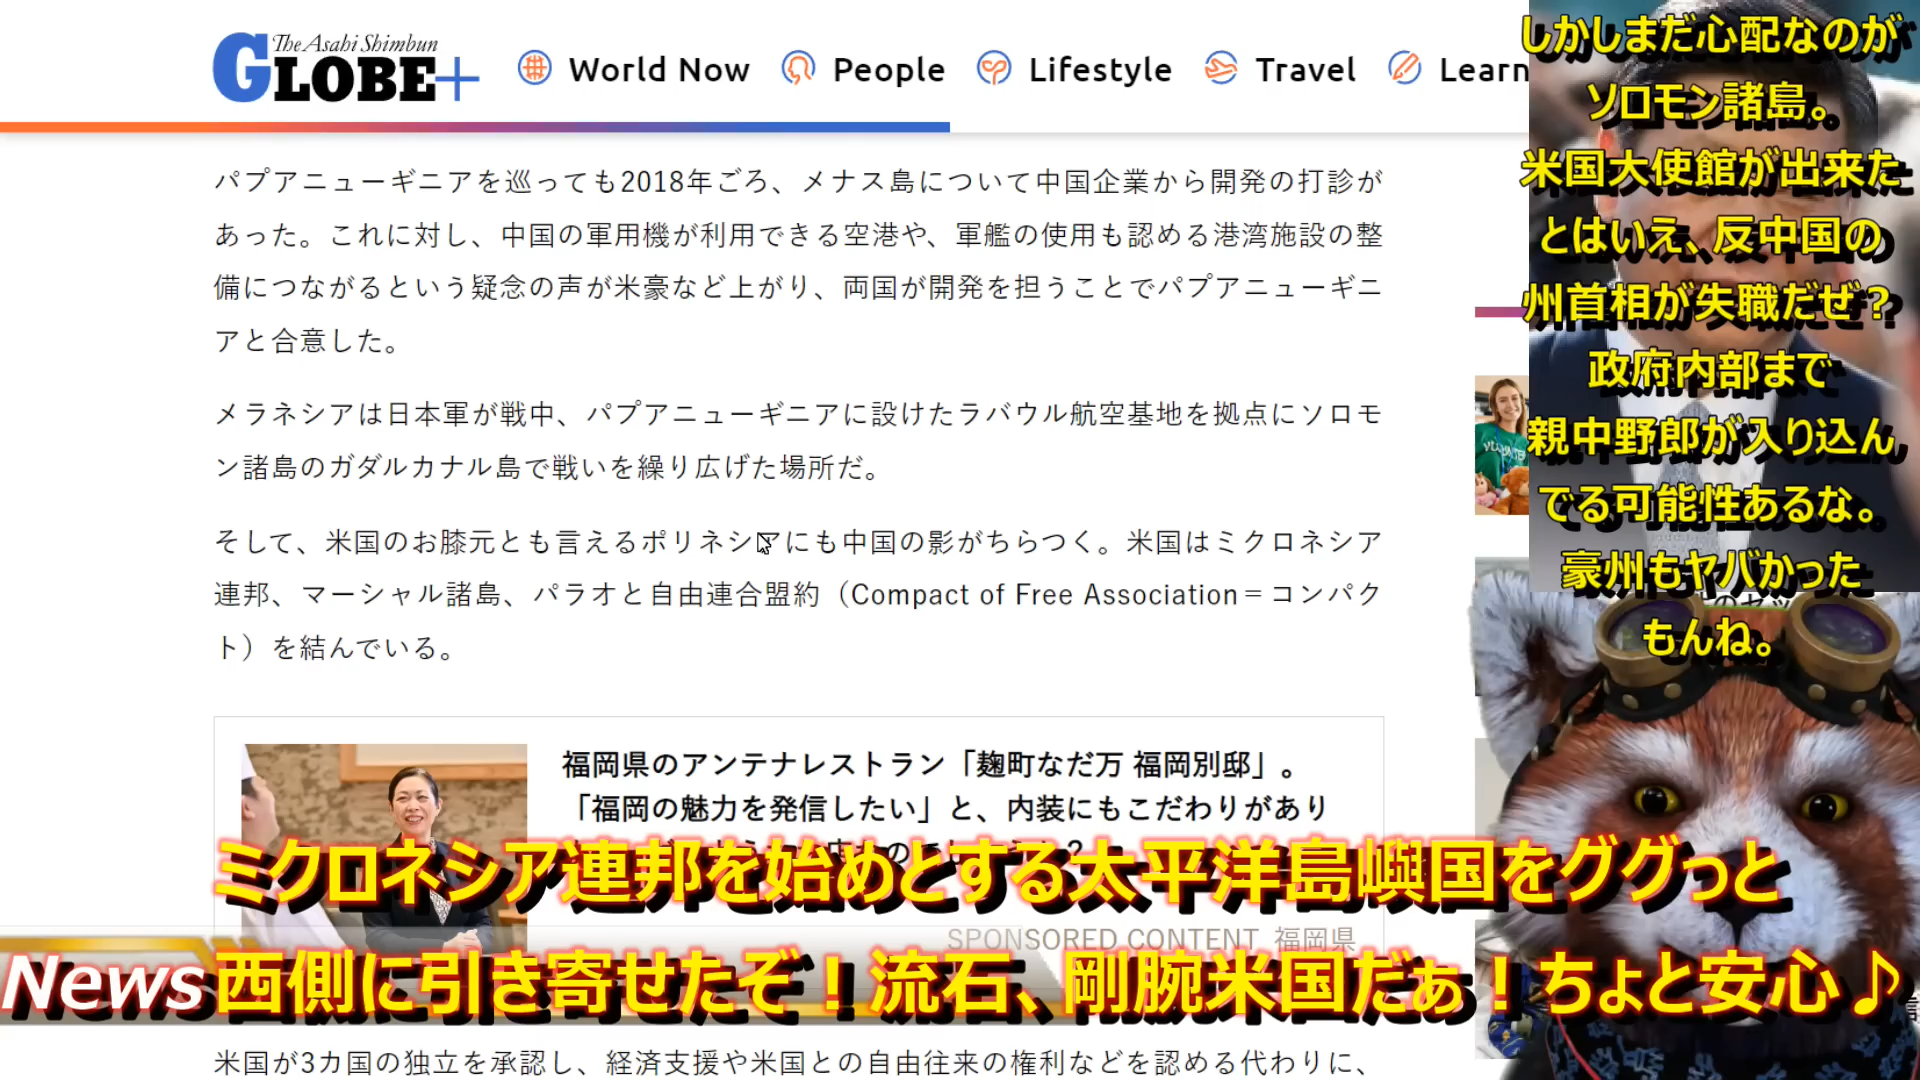 The Asahi Shimbun
GLOBE+
World Now
People
Lifestyle
Travel
Learn
パプアニューギニアを巡っても2018年ごろ、メナス島について中国企業から開発の打診が
あった。これに対し、中国の軍用機が利用できる空港や、軍艦の使用も認める港湾施設の整
備につながるという疑念の声が米豪など上がり、両国が開発を担うことでパプアニューギニ
アと合意した。
メラネシアは日本軍が戦中、パプアニューギニアに設けたラバウル航空基地を拠点にソロモ
ン諸島のガダルカナル島で戦いを繰り広げた場所だ。
そして、米国のお膝元とも言えるポリネシアにも中国の影がちらつく。米国はミクロネシア
連邦、マーシャル諸島、パラオと自由連合盟約（Compact of Free Association＝コンパク
ト）を結んでいる。
福岡県のアンテナレストラン「麹町なだ万 福岡別邸」。
「福岡の魅力を発信したい」と、内装にもこだわりがあり
SPONSORED CONTENT 福岡県
米国が3カ国の独立を承認し、経済支援や米国との自由往来の権利などを認める代わりに、
しかしまだ心配なのが
ソロモン諸島。
米国大使館が出来た
とはいえ、反中国の
州首相が失職だぜ？
政府内部まで
親中野郎が入り込ん
でる可能性あるな。
豪州もヤバかった
もんね。
ミクロネシア連邦を始めとする太平洋島嶼国をググっと
News
西側に引き寄せたぞ！流石、剛腕米国だぁ！ちょと安心♪